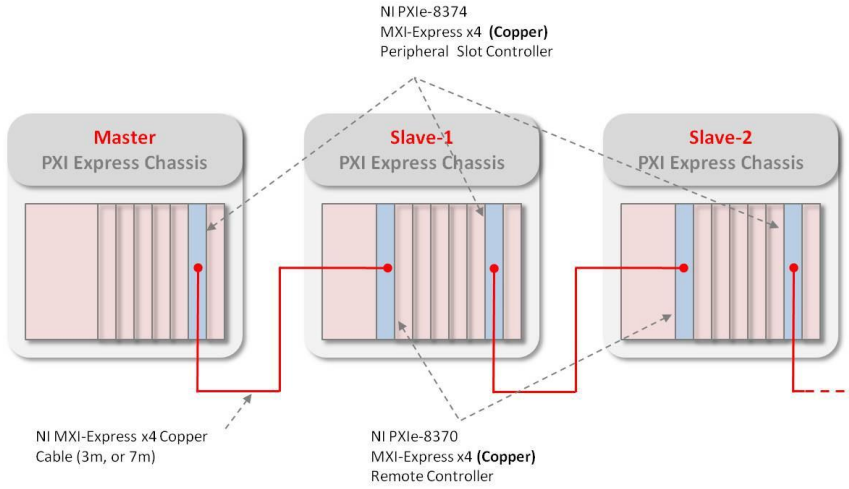 NI PXIe-8374
MXI-Express x4 (Copper)
Peripheral Slot Controller
Master
PXI Express Chassis
Slave-1
PXI Express Chassis
Slave-2
PXI Express Chassis
NI MXI-Express x4 Copper
Cable (3m, or 7m)
NI PXIe-8370
MXI-Express x4 (Copper)
Remote Controller